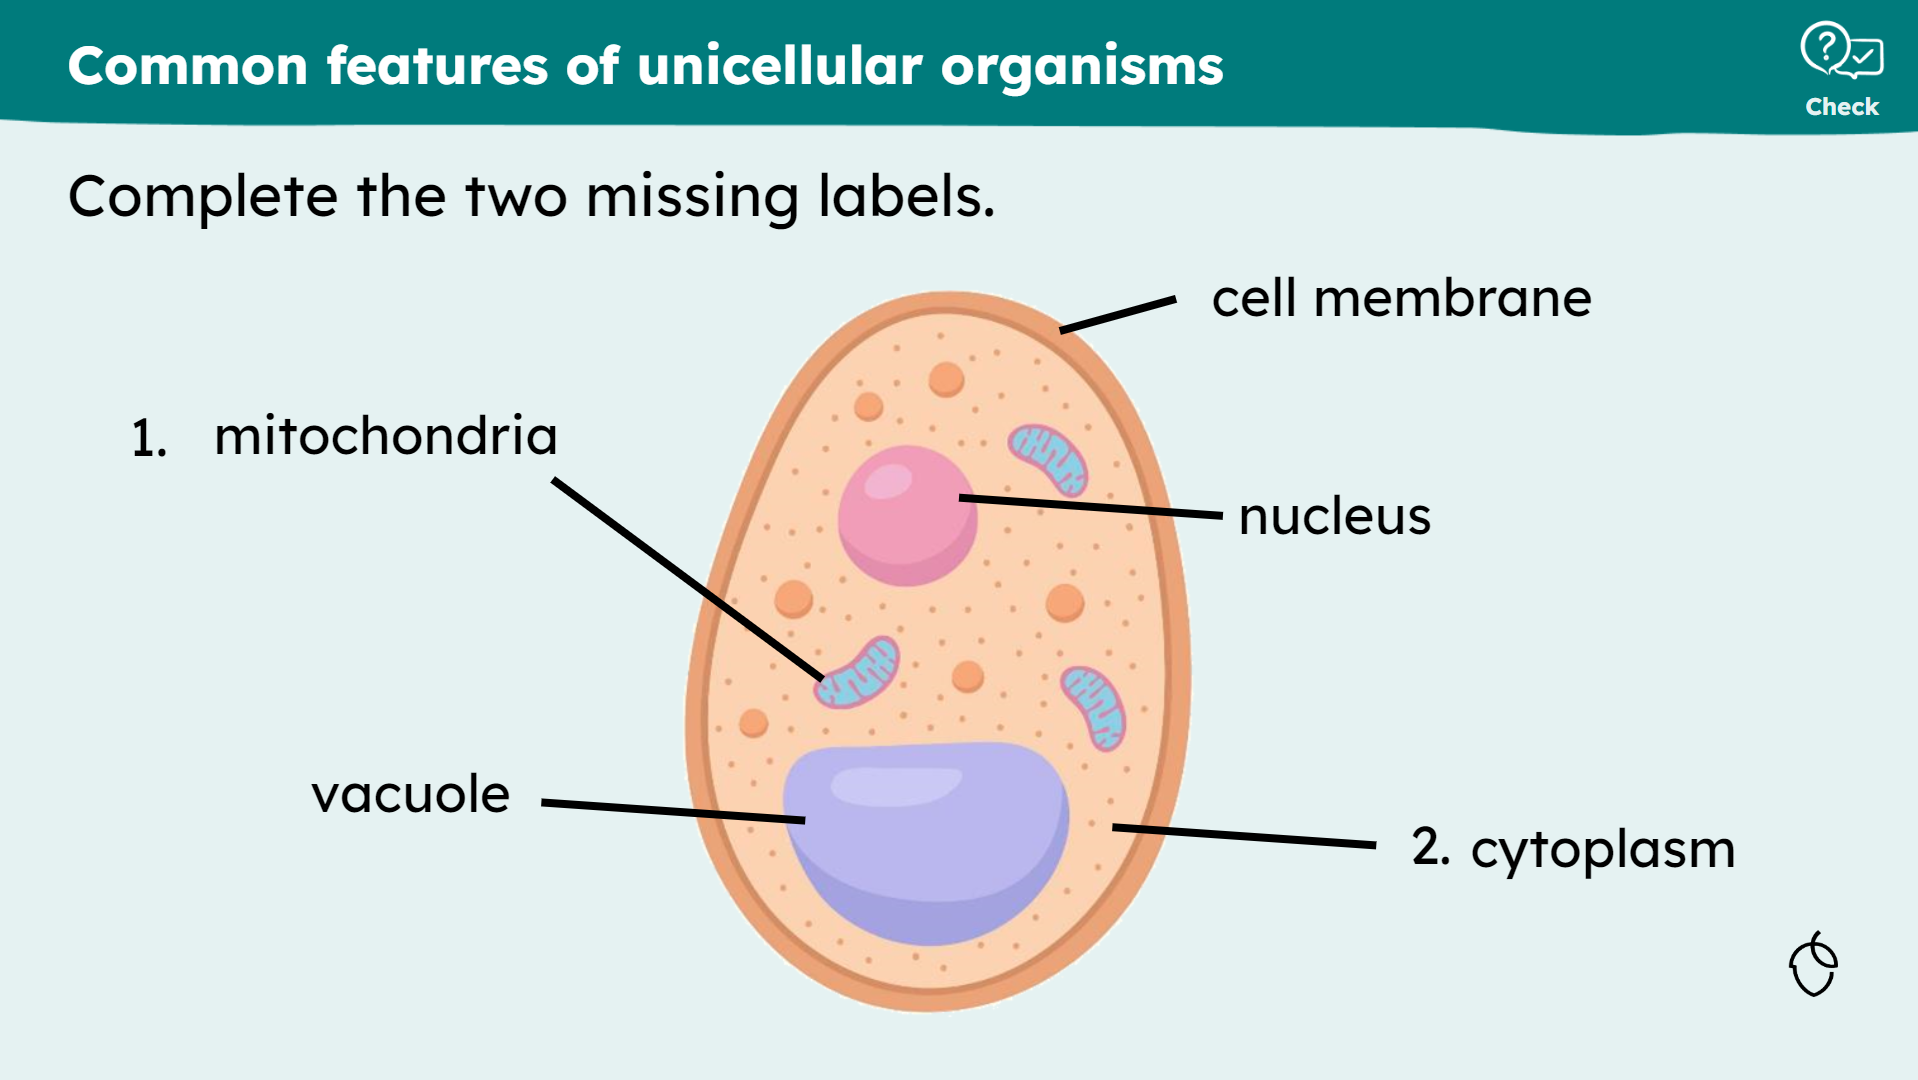 Common features of unicellular organisms
Check
Complete the two missing labels.
cell membrane
1. mitochondria
nucleus
vacuole
2. cytoplasm